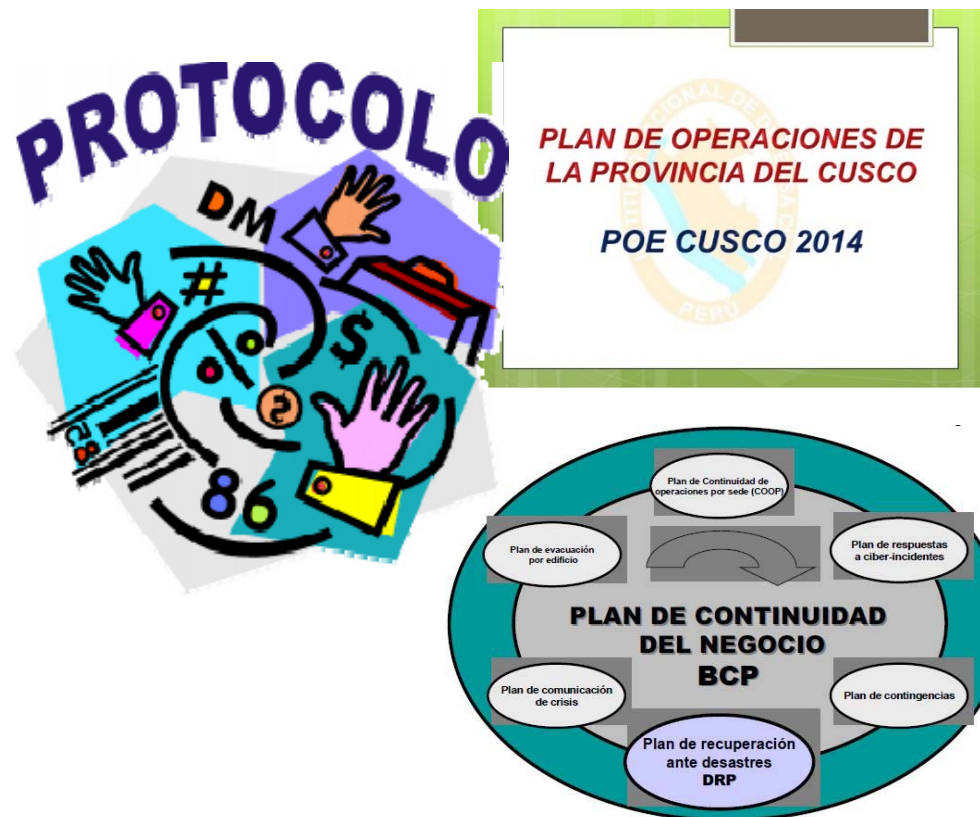 PROTOCOLO
DM
#
%
$
86
PLAN DE OPERACIONES DE
LA PROVINCIA DEL CUSCO
POE CUSCO 2014
PERU
Plan de Continuidad de
operaciones por sede (COOP)
Plan de evacuación
por edificio
Plan de respuestas
a ciber-incidentes
PLAN DE CONTINUIDAD
DEL NEGOCIO
BCP
Plan de comunicación
de crisis
Plan de contingencias
Plan de recuperación
ante desastres
DRP